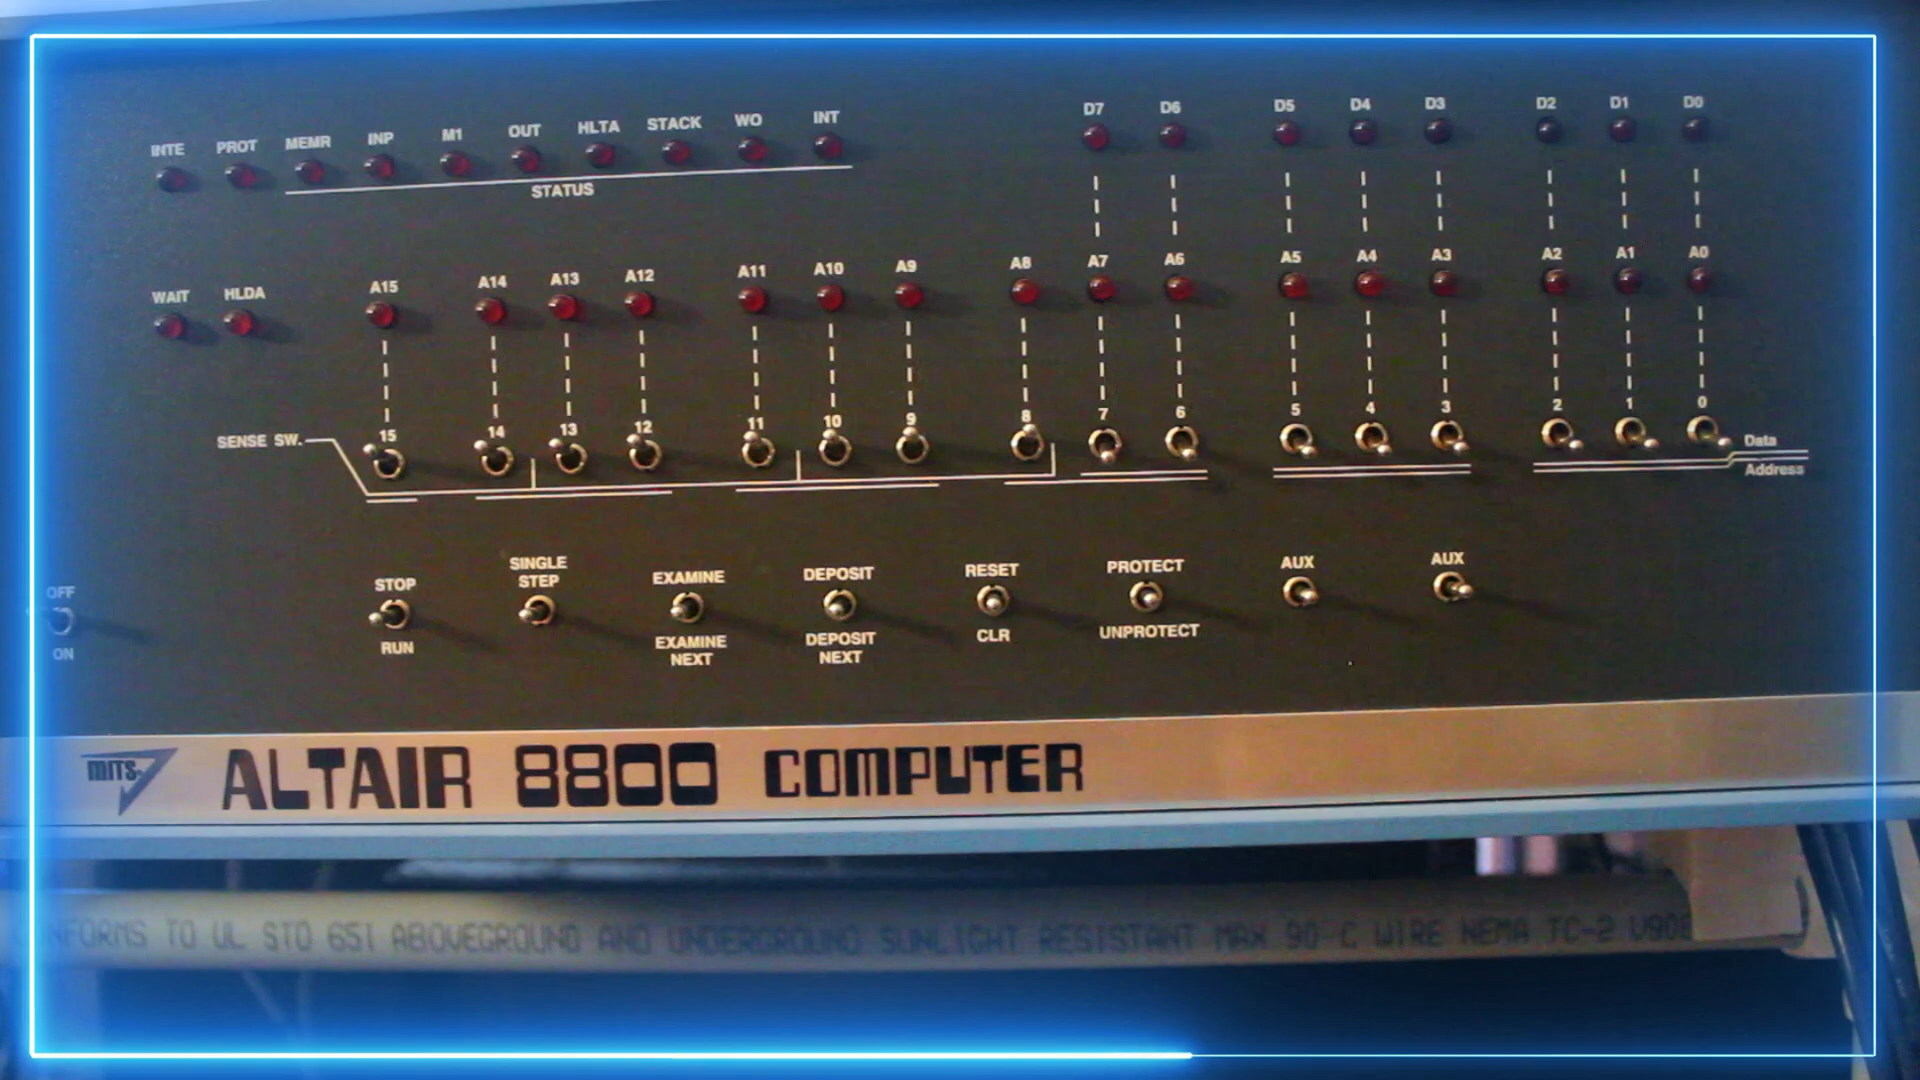 INTE PROT MEMR INP M1 OUT HLTA STACK WO INT D7 D6 D5 D4 D3 D2 D1 D0
STATUS
WAIT HLDA A15 A14 A13 A12 A11 A10 A9 A8 A7 A6 A5 A4 A3 A2 A1 A0
15 14 13 12 11 10 9 8 7 6 5 4 3 2 1 0
SENSE SW.
Data
Address
OFF
ON
STOP
RUN
SINGLE
STEP
EXAMINE
EXAMINE
NEXT
DEPOSIT
DEPOSIT
NEXT
RESET
CLR
PROTECT
UNPROTECT
AUX
AUX
MITS ALTAIR 8800 COMPUTER
TO UL STD 651 ABOVEGROUND AND UNDERGROUND SUNLIGHT RESISTANT MAX 90°C WIRE NEMA TC-2